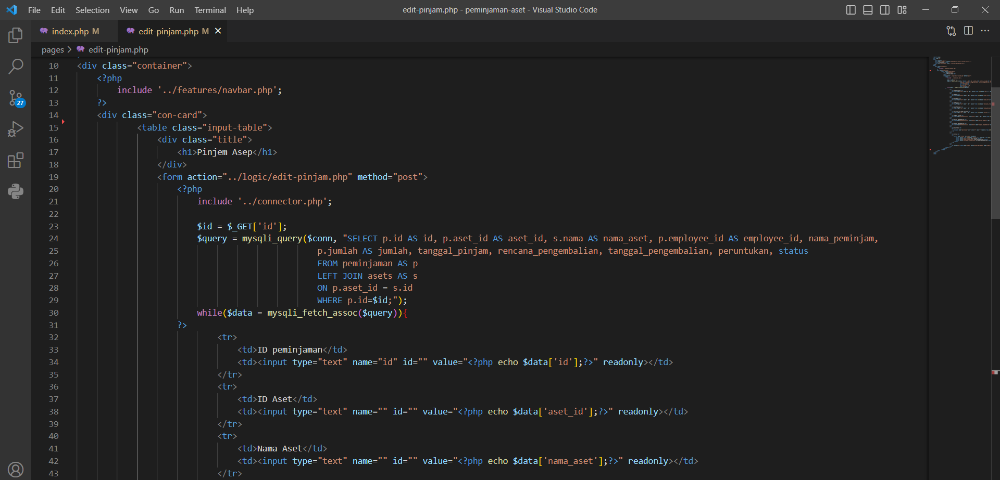 File Edit Selection View Go Run Terminal Help edit-pinjam.php - peminjaman-aset - Visual Studio Code
index.php M edit-pinjam.php M
pages > edit-pinjam.php
27
10 <div class="container">
11 <?php
12 include '../features/navbar.php';
13 ?>
14 <div class="con-card">
15 <table class="input-table">
16 <div class="title">
17 <h1>Pinjem Asep</h1>
18 </div>
19 <form action="../logic/edit-pinjam.php" method="post">
20 <?php
21 include '../connector.php';
22
23 $id = $_GET['id'];
24 $query = mysqli_query($conn, "SELECT p.id AS id, p.aset_id AS aset_id, s.nama AS nama_aset, p.employee_id AS employee_id, nama_peminjam,
25 p.jumlah AS jumlah, tanggal_pinjam, rencana_pengembalian, tanggal_pengembalian, peruntukan, status
26 FROM peminjaman AS p
27 LEFT JOIN asets AS s
28 ON p.aset_id = s.id
29 WHERE p.id=$id;");
30 while($data = mysqli_fetch_assoc($query)){
31 ?>
32 <tr>
33 <td>ID peminjaman</td>
34 <td><input type="text" name="id" id="" value="<?php echo $data['id'];?>" readonly></td>
35 </tr>
36 <tr>
37 <td>ID Aset</td>
38 <td><input type="text" name="" id="" value="<?php echo $data['aset_id'];?>" readonly></td>
39 </tr>
40 <tr>
41 <td>Nama Aset</td>
42 <td><input type="text" name="" id="" value="<?php echo $data['nama_aset'];?>" readonly></td>
43 </tr>